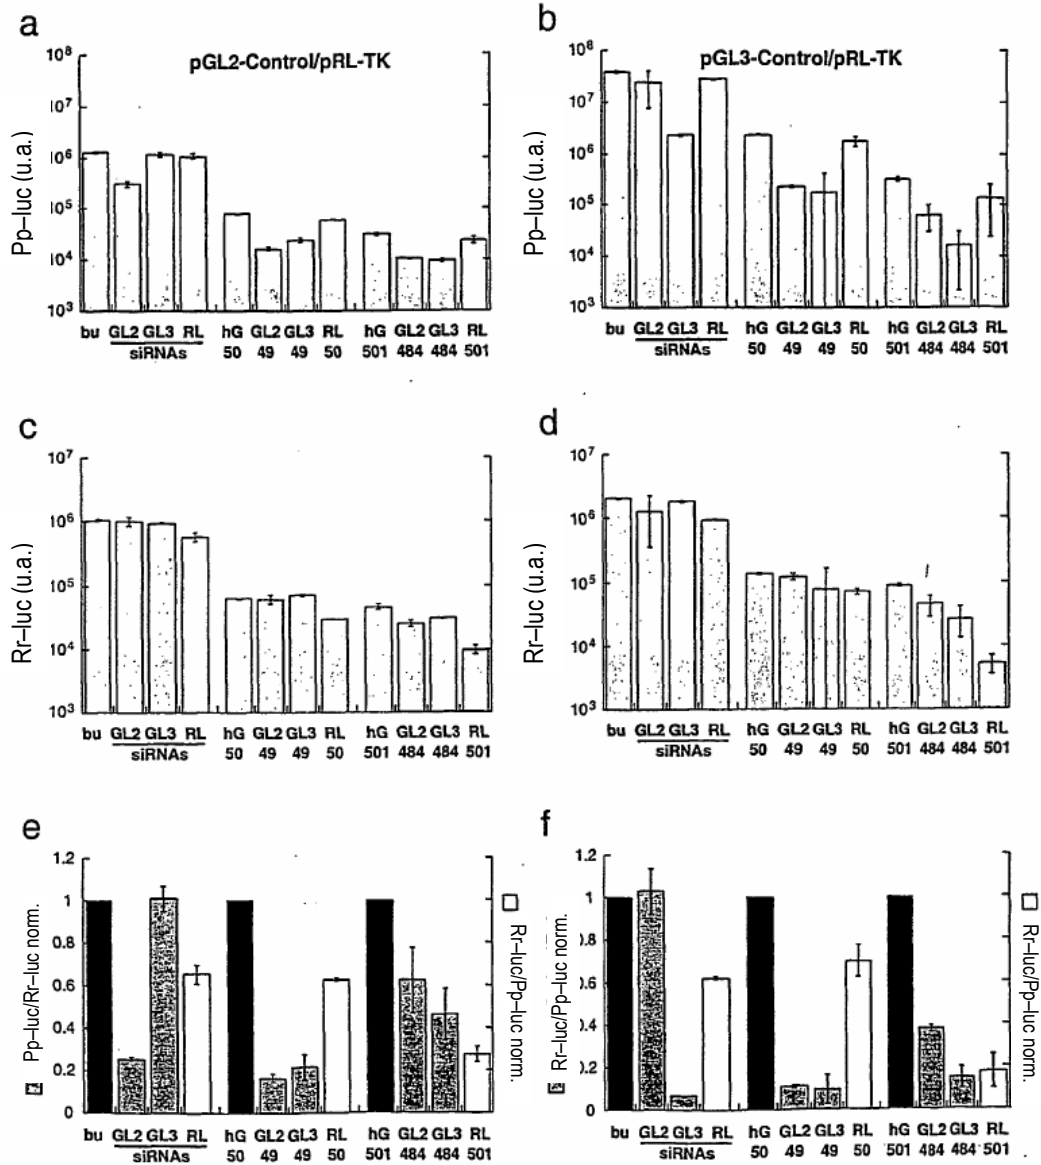 a
pGL2-Control/pRL-TK
Pp–luc (u.a.)
10⁸
10⁷
10⁶
10⁵
10⁴
10³
bu GL2 GL3 RL hG GL2 GL3 RL hG GL2 GL3 RL
siRNAs 50 49 49 50 501 484 484 501
b
pGL3-Control/pRL-TK
Pp–luc (u.a.)
10⁸
10⁷
10⁶
10⁵
10⁴
10³
bu GL2 GL3 RL hG GL2 GL3 RL hG GL2 GL3 RL
siRNAs 50 49 49 50 501 484 484 501
c
Rr–luc (u.a.)
10⁷
10⁶
10⁵
10⁴
10³
bu GL2 GL3 RL hG GL2 GL3 RL hG GL2 GL3 RL
siRNAs 50 49 49 50 501 484 484 501
d
Rr–luc (u.a.)
10⁷
10⁶
10⁵
10⁴
10³
bu GL2 GL3 RL hG GL2 GL3 RL hG GL2 GL3 RL
siRNAs 50 49 49 50 501 484 484 501
e
Pp–luc/Rr–luc norm.
1.2
1
0.8
0.6
0.4
0.2
0
Rr–luc/Pp–luc norm.
bu GL2 GL3 RL hG GL2 GL3 RL hG GL2 GL3 RL
siRNAs 50 49 49 50 501 484 484 501
f
Rr–luc/Pp–luc norm.
1.2
1
0.8
0.6
0.4
0.2
0
Rr–luc/Pp–luc norm.
bu GL2 GL3 RL hG GL2 GL3 RL hG GL2 GL3 RL
siRNAs 50 49 49 50 501 484 484 501